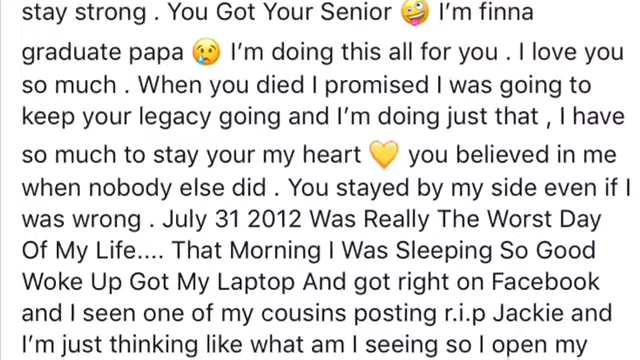 stay strong . You Got Your Senior 🤪 I’m finna
graduate papa 😢 I’m doing this all for you . I love you
so much . When you died I promised I was going to
keep your legacy going and I’m doing just that , I have
so much to stay your my heart 💛 you believed in me
when nobody else did . You stayed by my side even if I
was wrong . July 31 2012 Was Really The Worst Day
Of My Life.... That Morning I Was Sleeping So Good
Woke Up Got My Laptop And got right on Facebook
and I seen one of my cousins posting r.i.p Jackie and
I’m just thinking like what am I seeing so I open my